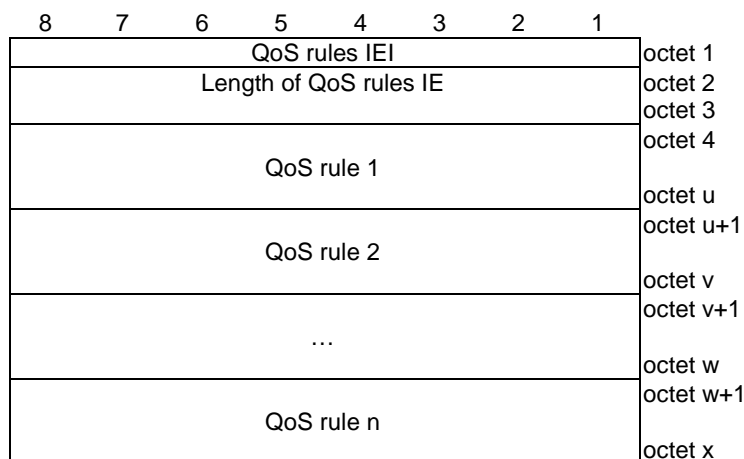 8 7 6 5 4 3 2 1
QoS rules IEI octet 1
Length of QoS rules IE octet 2
octet 3
octet 4
QoS rule 1
octet u
octet u+1
QoS rule 2
octet v
octet v+1
…
octet w
octet w+1
QoS rule n
octet x